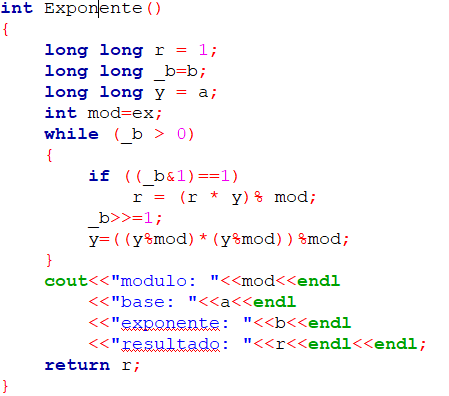 int Exponente()
{
long long r = 1;
long long _b=b;
long long y = a;
int mod=ex;
while (_b > 0)
{
if ((_b&1)==1)
r = (r * y)% mod;
_b>>=1;
y=((y%mod)*(y%mod))%mod;
}
cout<<"modulo: "<<mod<<endl
<<"base: "<<a<<endl
<<"exponente: "<<b<<endl
<<"resultado: "<<r<<endl<<endl;
return r;
}